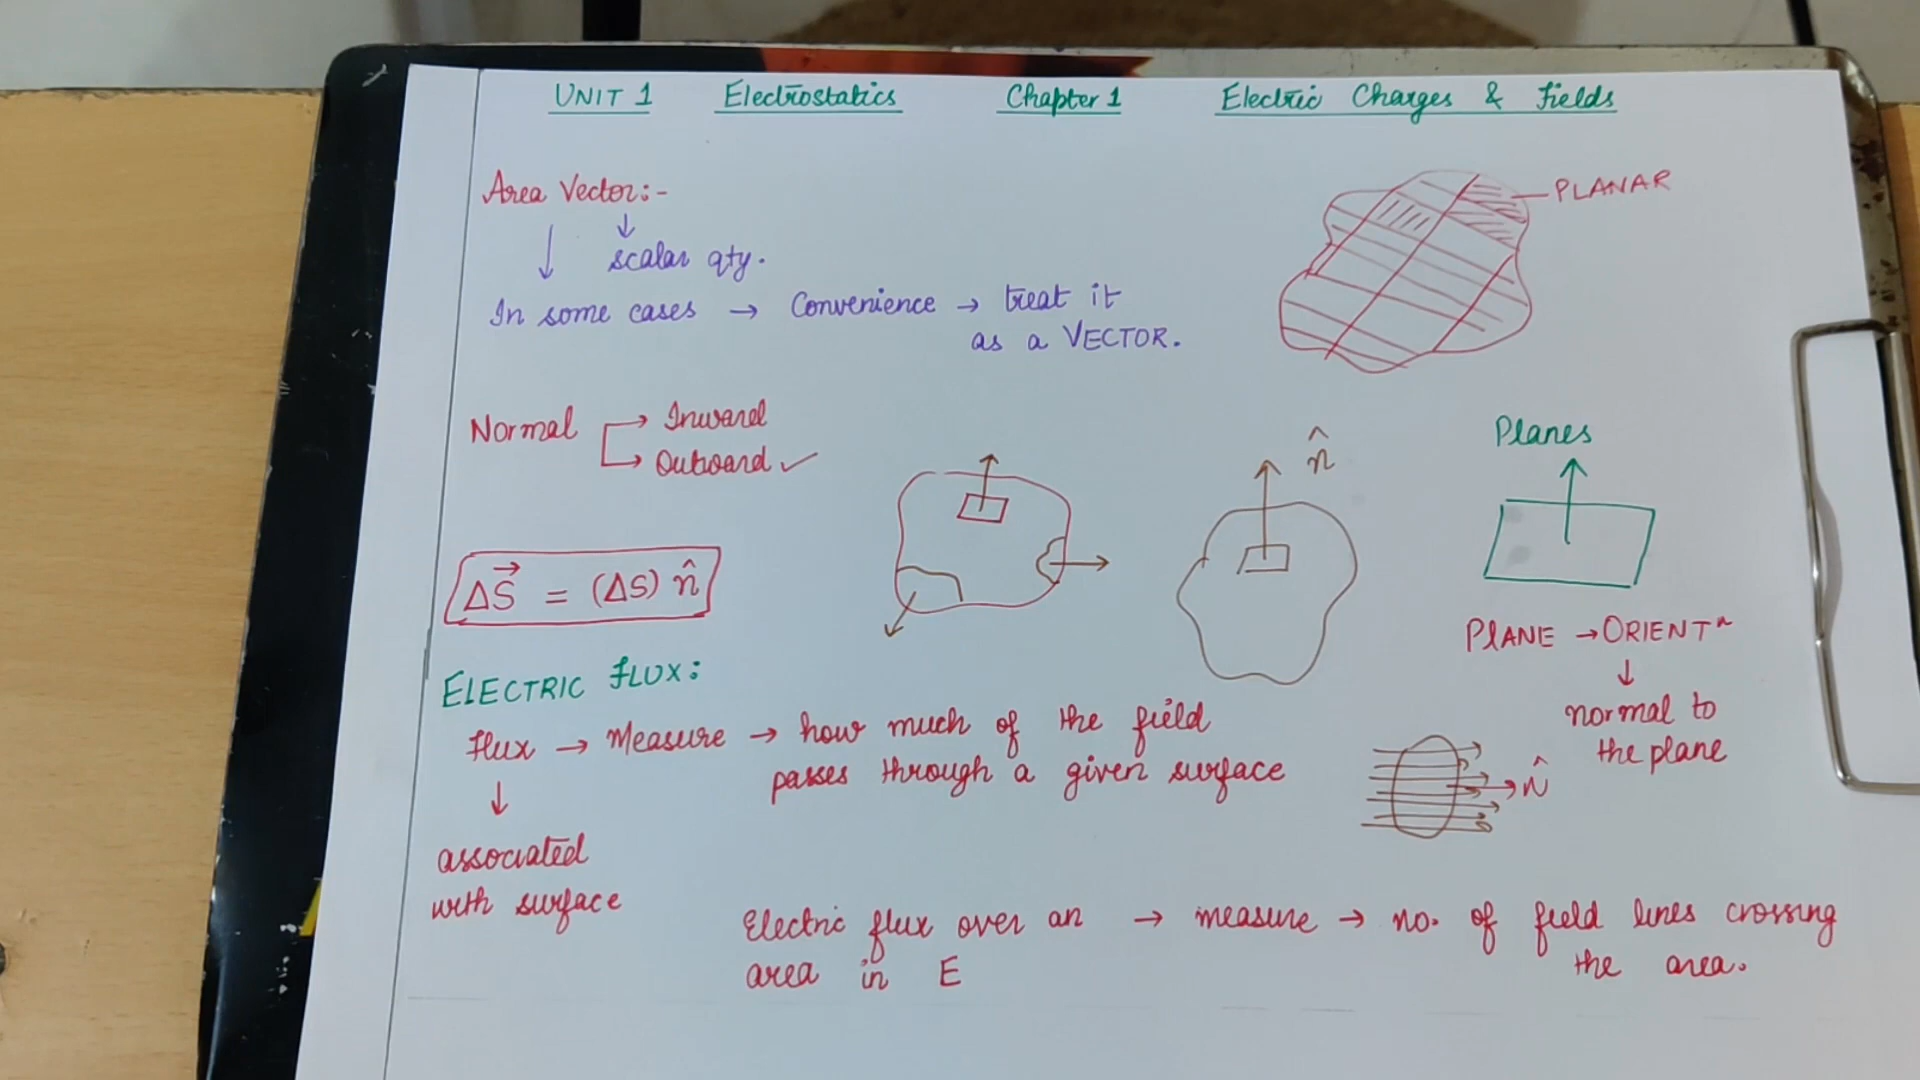 UNIT 1 Electrostatics Chapter 1 Electric Charges & Fields
Area Vector:-
↓ ↓
scalar qty.
In some cases → Convenience → treat it
as a VECTOR.
PLANAR
Normal → Inward
→ Outward ✓
n̂
Planes
ΔS⃗ = (ΔS) n̂
PLANE → ORIENTⁿ
↓
normal to
the plane
ELECTRIC FLUX:
Flux → Measure → how much of the field
passes through a given surface
n̂
↓
associated
with surface
Electric flux over an → measure → no. of field lines crossing
area in E the area.